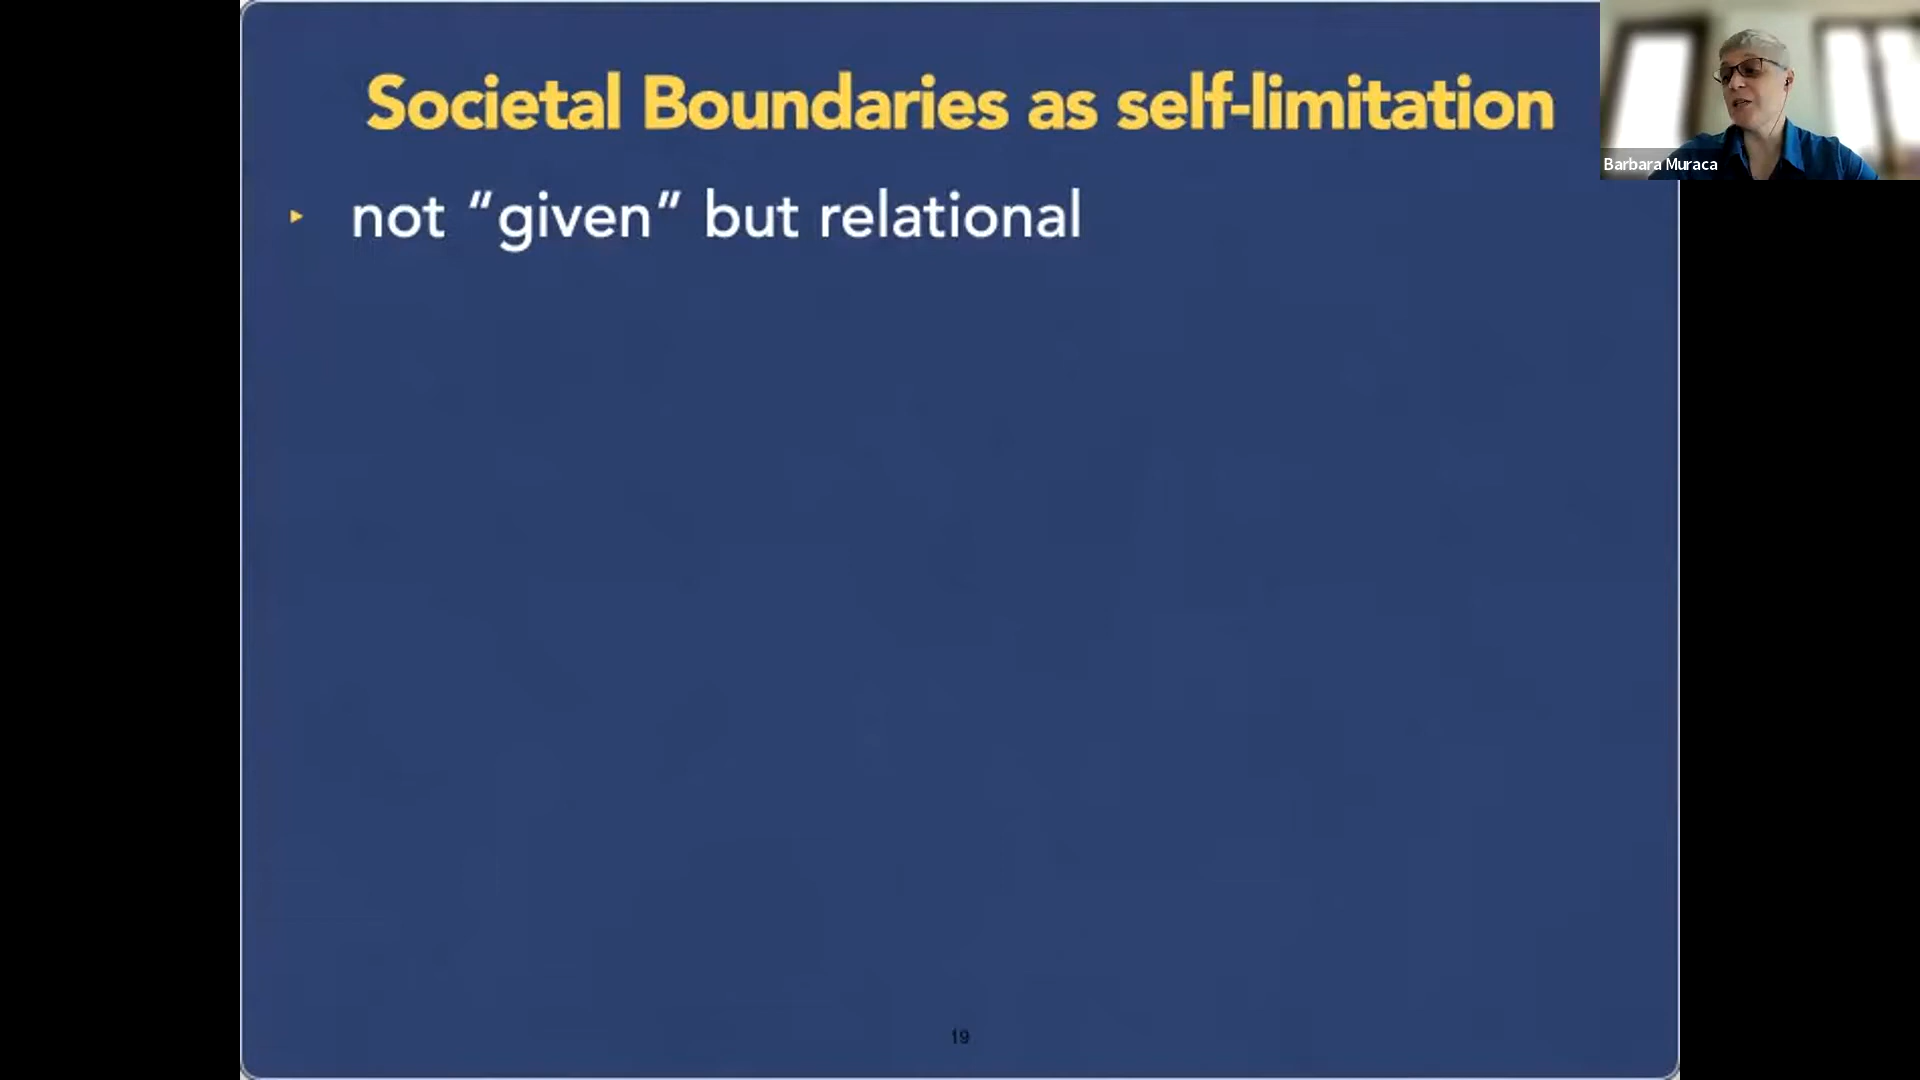 Societal Boundaries as self-limitation
Barbara Muraca
▸ not “given” but relational
19